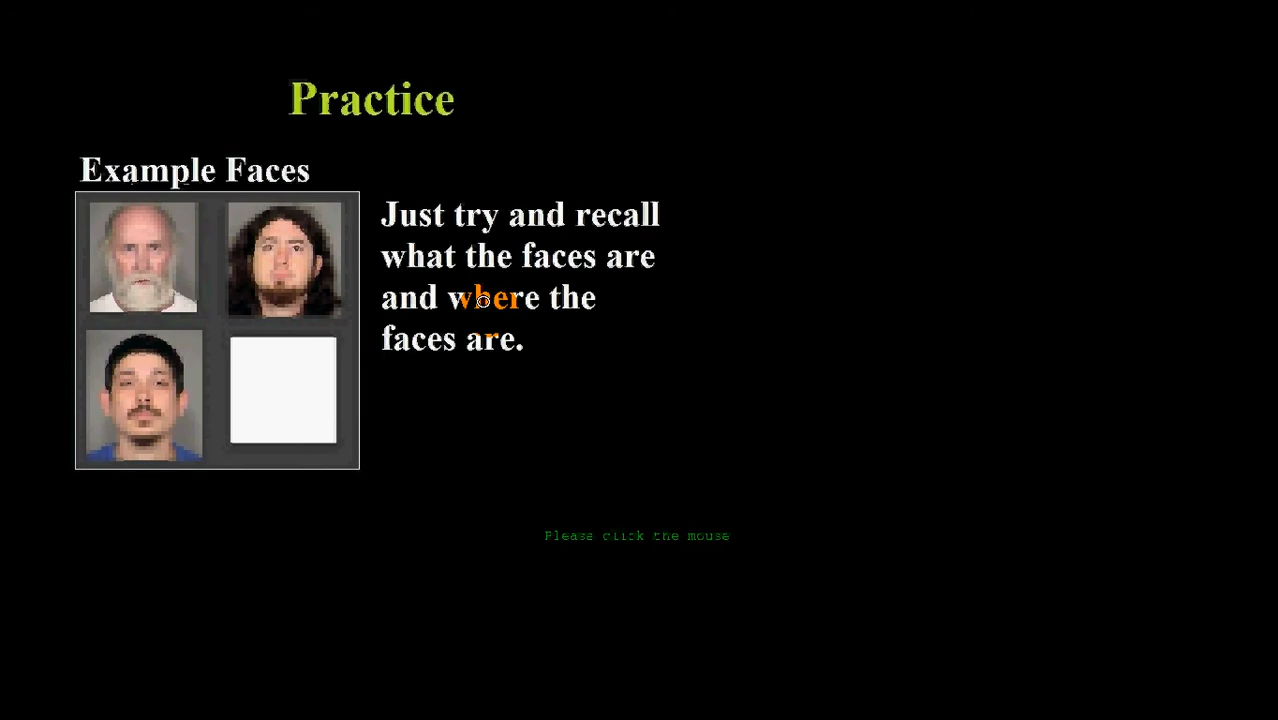 Practice
Example Faces
Just try and recall
what the faces are
and where the
faces are.
Please click the mouse